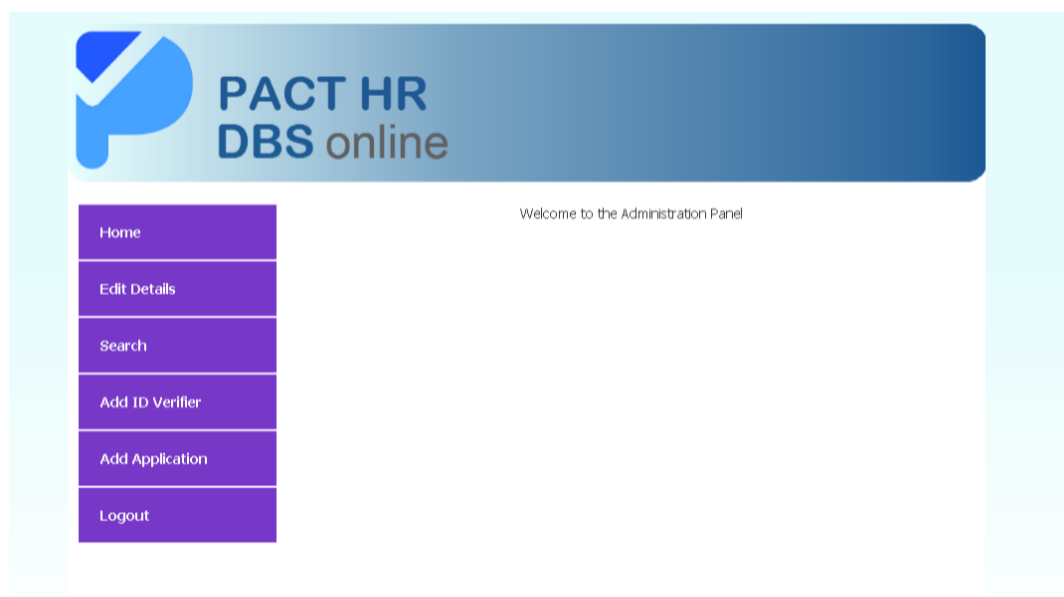 PACT HR
DBS online
Welcome to the Administration Panel
Home
Edit Details
Search
Add ID Verifier
Add Application
Logout